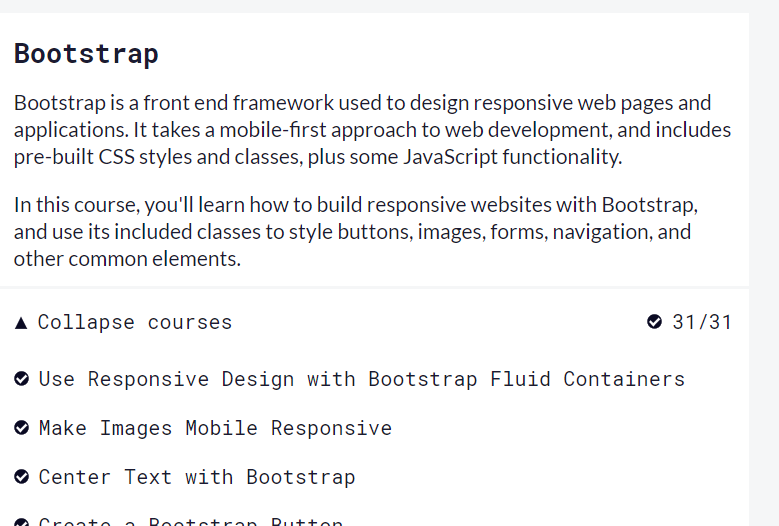 Bootstrap
Bootstrap is a front end framework used to design responsive web pages and
applications. It takes a mobile-first approach to web development, and includes
pre-built CSS styles and classes, plus some JavaScript functionality.
In this course, you'll learn how to build responsive websites with Bootstrap,
and use its included classes to style buttons, images, forms, navigation, and
other common elements.
Collapse courses 31/31
Use Responsive Design with Bootstrap Fluid Containers
Make Images Mobile Responsive
Center Text with Bootstrap
Create a Bootstrap Button